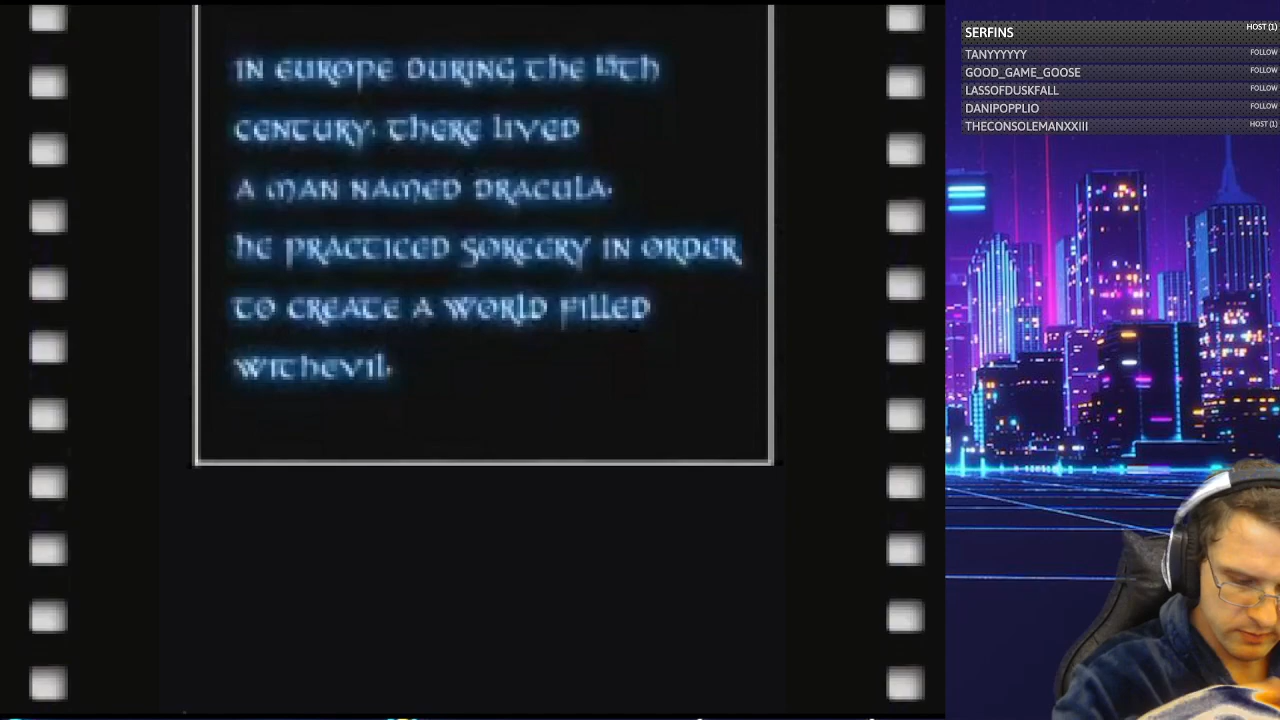 IN EUROPE DURING THE 15TH
CENTURY, THERE LIVED
A MAN NAMED DRACULA.
HE PRACTICED SORCERY IN ORDER
TO CREATE A WORLD FILLED
WITHEVIL.
SERFINS HOST (1)
TANYYYYYY FOLLOW
GOOD_GAME_GOOSE FOLLOW
LASSOFDUSKFALL FOLLOW
DANIPOPPLIO FOLLOW
THECONSOLEMANXXIII HOST (1)